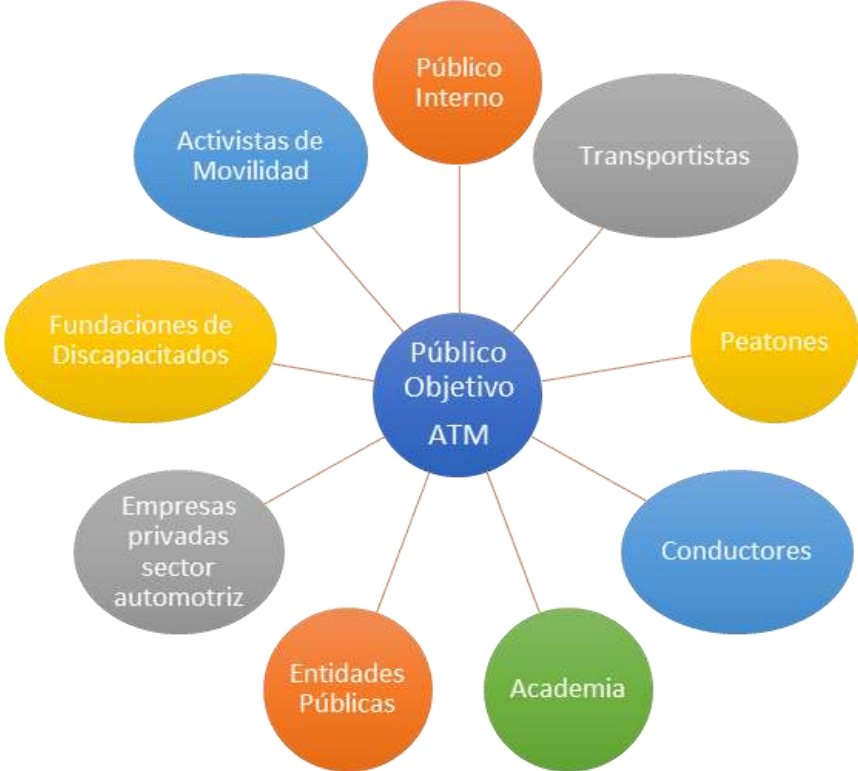 Público
Interno
Transportistas
Activistas de
Movilidad
Fundaciones de
Discapacitados
Peatones
Público
Objetivo
ATM
Empresas
privadas
sector
automotriz
Conductores
Entidades
Públicas
Academia